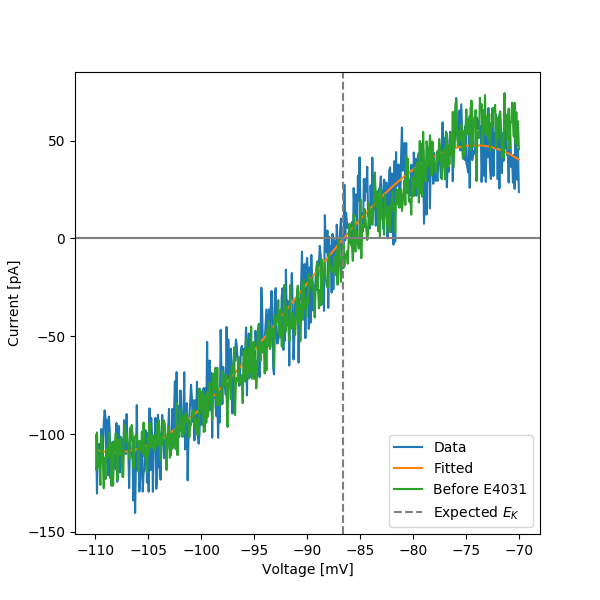 50
0
−50
−100
−150
Current [pA]
−110 −105 −100 −95 −90 −85 −80 −75 −70
Voltage [mV]
Data
Fitted
Before E4031
Expected $E_K$